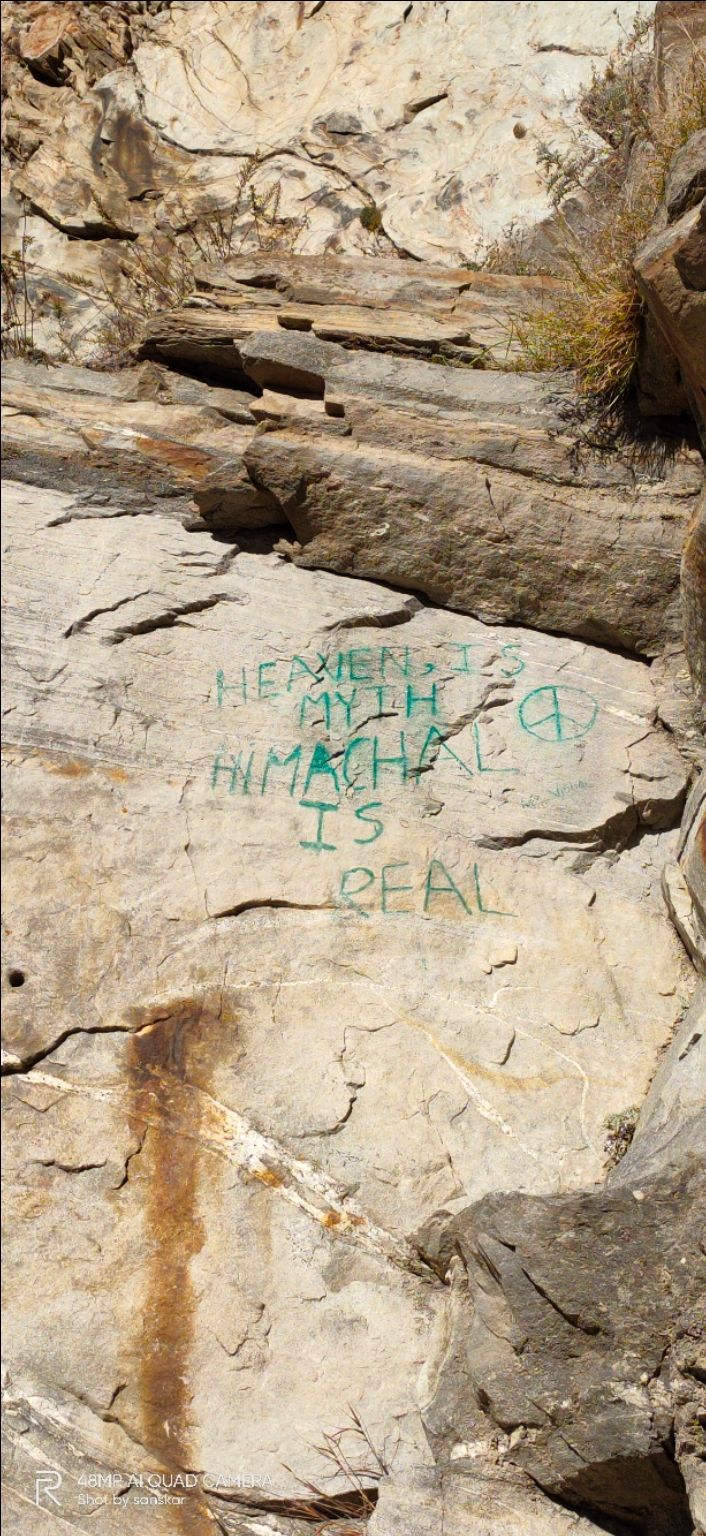 HEAVEN, IS
MYTH
HIMACHAL
IS
REAL
R
48MP AI QUAD CAMERA
Shot by sanskar